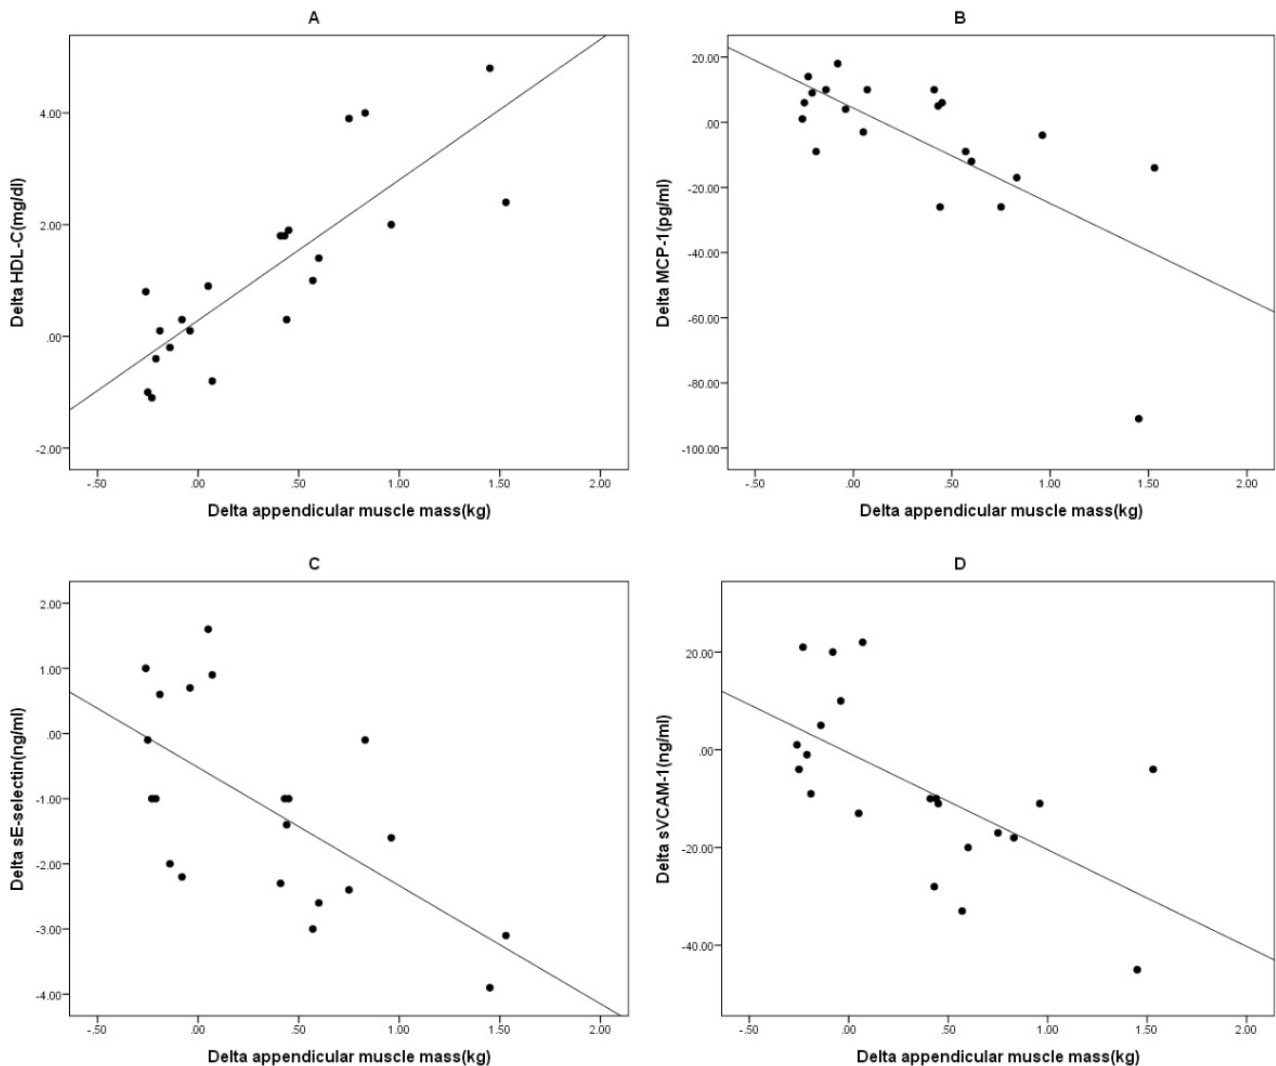 A
Delta HDL-C(mg/dl)
4.00
2.00
.00
-2.00
-.50 .00 .50 1.00 1.50 2.00
Delta appendicular muscle mass(kg)
B
Delta MCP-1(pg/ml)
20.00
.00
-20.00
-40.00
-60.00
-80.00
-100.00
-.50 .00 .50 1.00 1.50 2.00
Delta appendicular muscle mass(kg)
C
Delta sE-selectin(ng/ml)
2.00
1.00
.00
-1.00
-2.00
-3.00
-4.00
-.50 .00 .50 1.00 1.50 2.00
Delta appendicular muscle mass(kg)
D
Delta sVCAM-1(ng/ml)
20.00
.00
-20.00
-40.00
-.50 .00 .50 1.00 1.50 2.00
Delta appendicular muscle mass(kg)